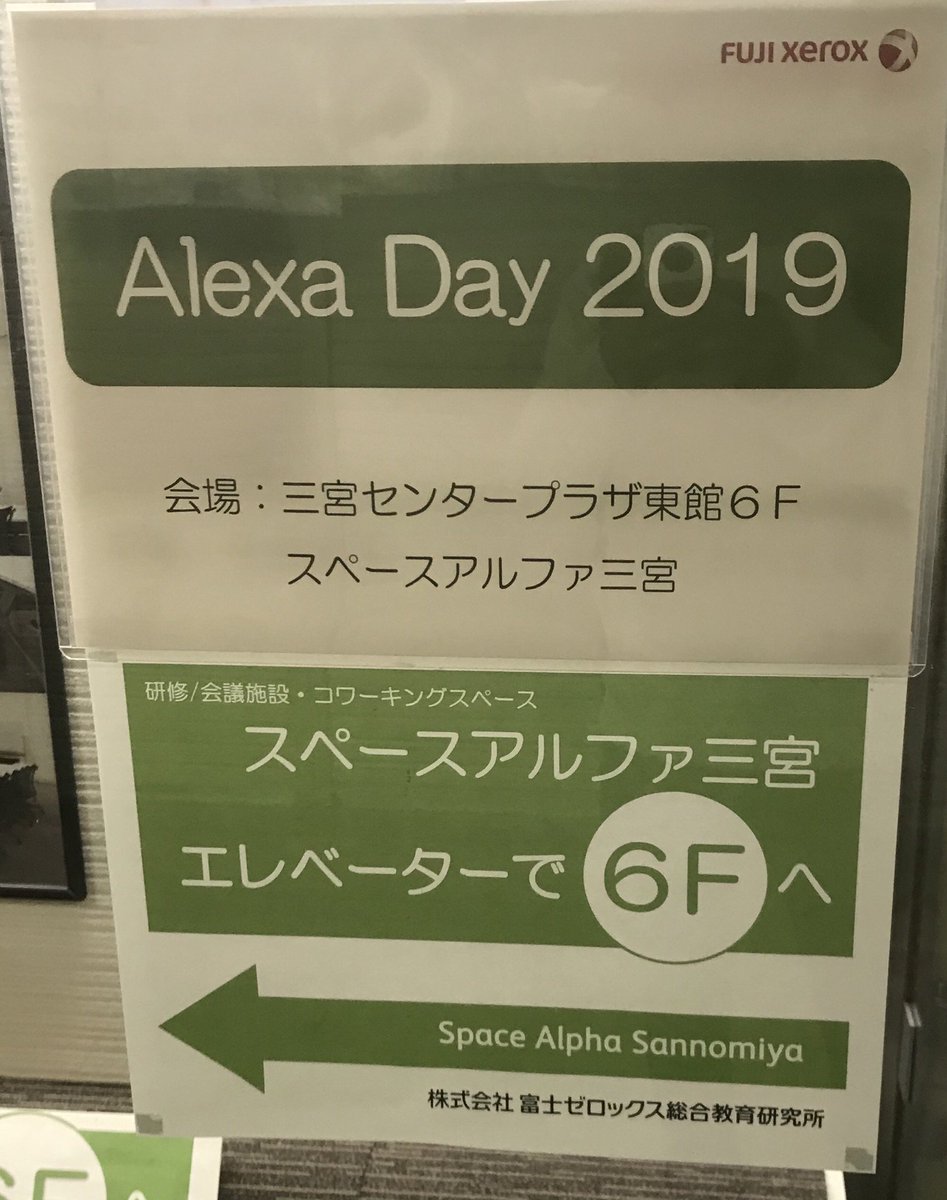 FUJI xerox
Alexa Day 2019
会場：三宮センタープラザ東館６Ｆ
スペースアルファ三宮
研修/会議施設・コワーキングスペース
スペースアルファ三宮
エレベーターで 6F へ
Space Alpha Sannomiya
株式会社 富士ゼロックス総合教育研究所
6F へ